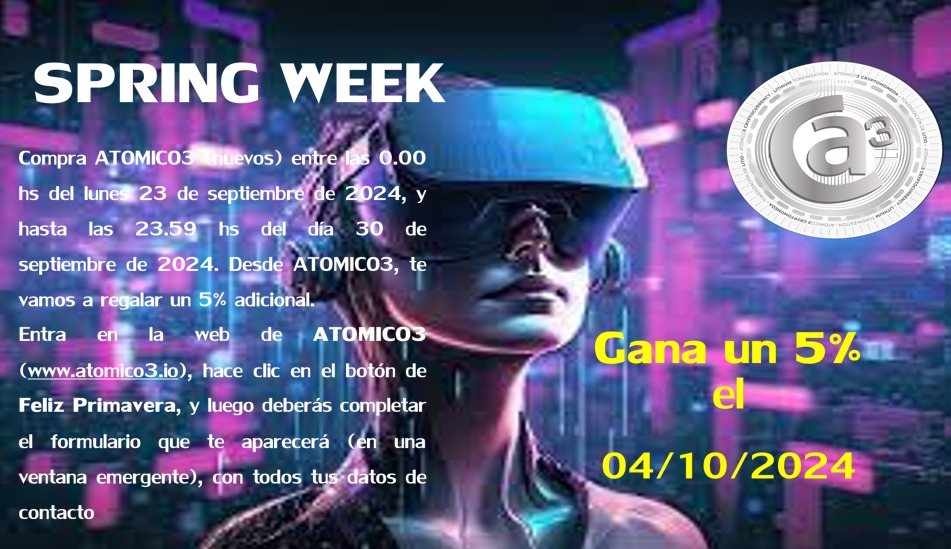 SPRING WEEK
Compra ATOMICO3 (nuevos) entre las 0.00
hs del lunes 23 de septiembre de 2024, y
hasta las 23.59 hs del día 30 de
septiembre de 2024. Desde ATOMICO3, te
vamos a regalar un 5% adicional.
Entra en la web de ATOMICO3
(www.atomico3.io), hace clic en el botón de
Feliz Primavera, y luego deberás completar
el formulario que te aparecerá (en una
ventana emergente), con todos tus datos de
contacto
a3
Gana un 5%
el
04/10/2024